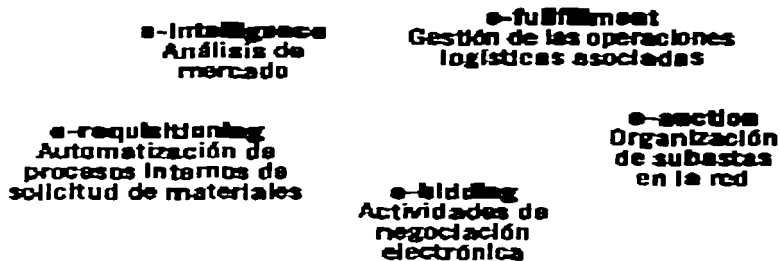 e-intelligence
Análisis de
mercado
e-fulfillment
Gestión de las operaciones
logísticas asociadas
e-requisitioning
Automatización de
procesos internos de
solicitud de materiales
e-auction
Organización
de subastas
en la red
e-bidding
Actividades de
negociación
electrónica